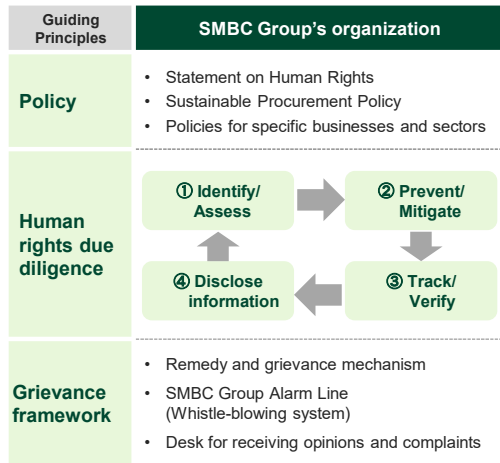 Guiding
Principles
SMBC Group's organization
Policy
• Statement on Human Rights
• Sustainable Procurement Policy
• Policies for specific businesses and sectors
Human
rights due
diligence
① Identify/
Assess
② Prevent/
Mitigate
③ Track/
Verify
④ Disclose
information
Grievance
framework
• Remedy and grievance mechanism
• SMBC Group Alarm Line
(Whistle-blowing system)
• Desk for receiving opinions and complaints